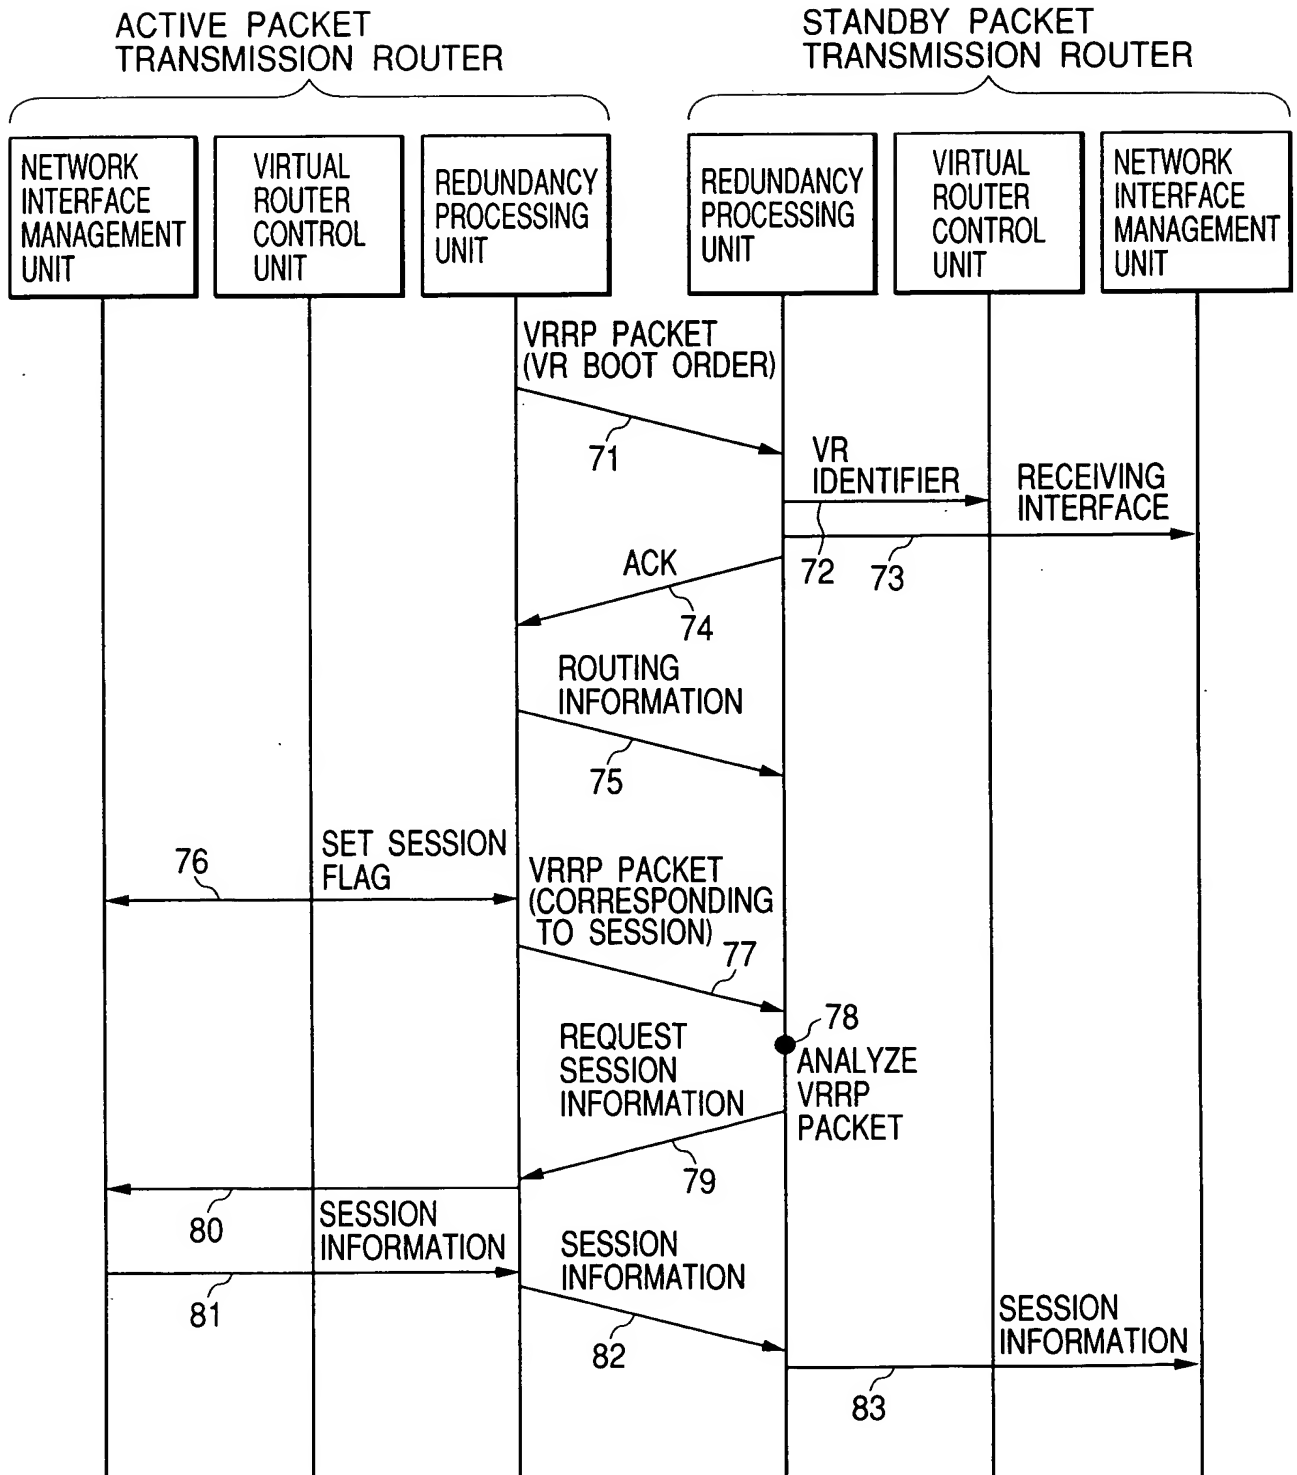 ACTIVE PACKET
TRANSMISSION ROUTER
STANDBY PACKET
TRANSMISSION ROUTER
NETWORK
INTERFACE
MANAGEMENT
UNIT
VIRTUAL
ROUTER
CONTROL
UNIT
REDUNDANCY
PROCESSING
UNIT
REDUNDANCY
PROCESSING
UNIT
VIRTUAL
ROUTER
CONTROL
UNIT
NETWORK
INTERFACE
MANAGEMENT
UNIT
VRRP PACKET
(VR BOOT ORDER)
71
VR
IDENTIFIER
72
RECEIVING
INTERFACE
73
ACK
74
ROUTING
INFORMATION
75
SET SESSION
FLAG
76
VRRP PACKET
(CORRESPONDING
TO SESSION)
77
78
ANALYZE
VRRP
PACKET
REQUEST
SESSION
INFORMATION
79
80
SESSION
INFORMATION
81
SESSION
INFORMATION
82
SESSION
INFORMATION
83